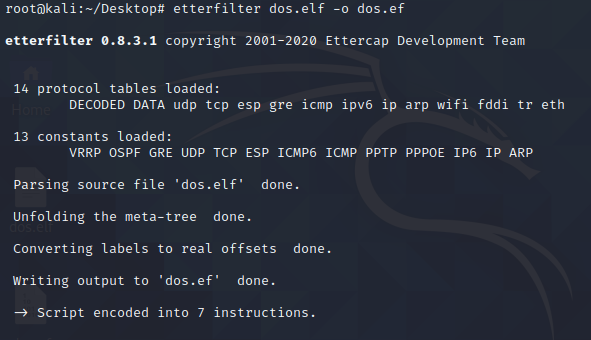 root@kali:~/Desktop# etterfilter dos.elf -o dos.ef
etterfilter 0.8.3.1 copyright 2001-2020 Ettercap Development Team
14 protocol tables loaded:
DECODED DATA udp tcp esp gre icmp ipv6 ip arp wifi fddi tr eth
13 constants loaded:
VRRP OSPF GRE UDP TCP ESP ICMP6 ICMP PPTP PPPOE IP6 IP ARP
Parsing source file 'dos.elf'  done.
Unfolding the meta-tree  done.
Converting labels to real offsets  done.
Writing output to 'dos.ef'  done.
→ Script encoded into 7 instructions.